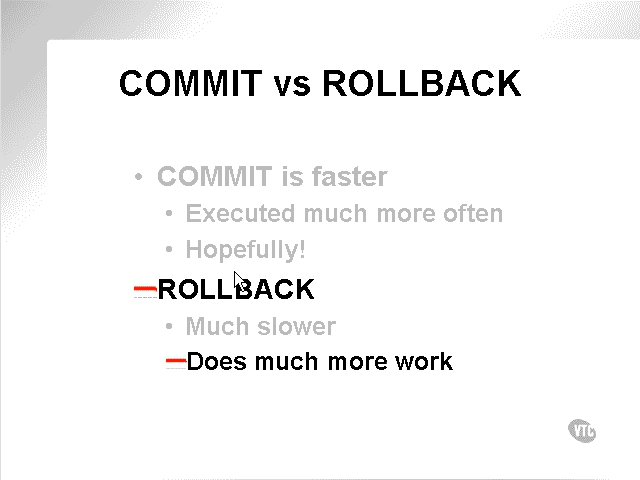 COMMIT vs ROLLBACK
• COMMIT is faster
• Executed much more often
• Hopefully!
ROLLBACK
• Much slower
Does much more work
VTC